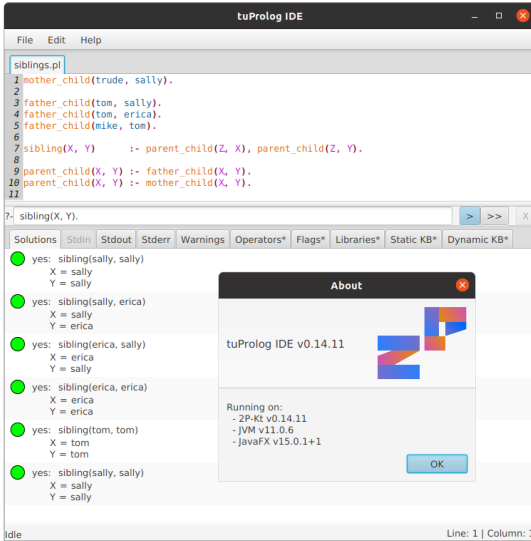 tuProlog IDE
File Edit Help
siblings.pl
1 mother_child(trude, sally).
2
3 father_child(tom, sally).
4 father_child(tom, erica).
5 father_child(mike, tom).
6
7 sibling(X, Y)      :- parent_child(Z, X), parent_child(Z, Y).
8
9 parent_child(X, Y) :- father_child(X, Y).
10 parent_child(X, Y) :- mother_child(X, Y).
11
?- sibling(X, Y). > >> X
Solutions Stdin Stdout Stderr Warnings Operators* Flags* Libraries* Static KB* Dynamic KB*
yes: sibling(sally, sally)
X = sally
Y = sally
yes: sibling(sally, erica)
X = sally
Y = erica
yes: sibling(erica, sally)
X = erica
Y = sally
yes: sibling(erica, erica)
X = erica
Y = erica
yes: sibling(tom, tom)
X = tom
Y = tom
yes: sibling(sally, sally)
X = sally
Y = sally
About
tuProlog IDE v0.14.11
Running on:
- 2P-Kt v0.14.11
- JVM v11.0.6
- JavaFX v15.0.1+1
OK
Idle
Line: 1 | Column: 1